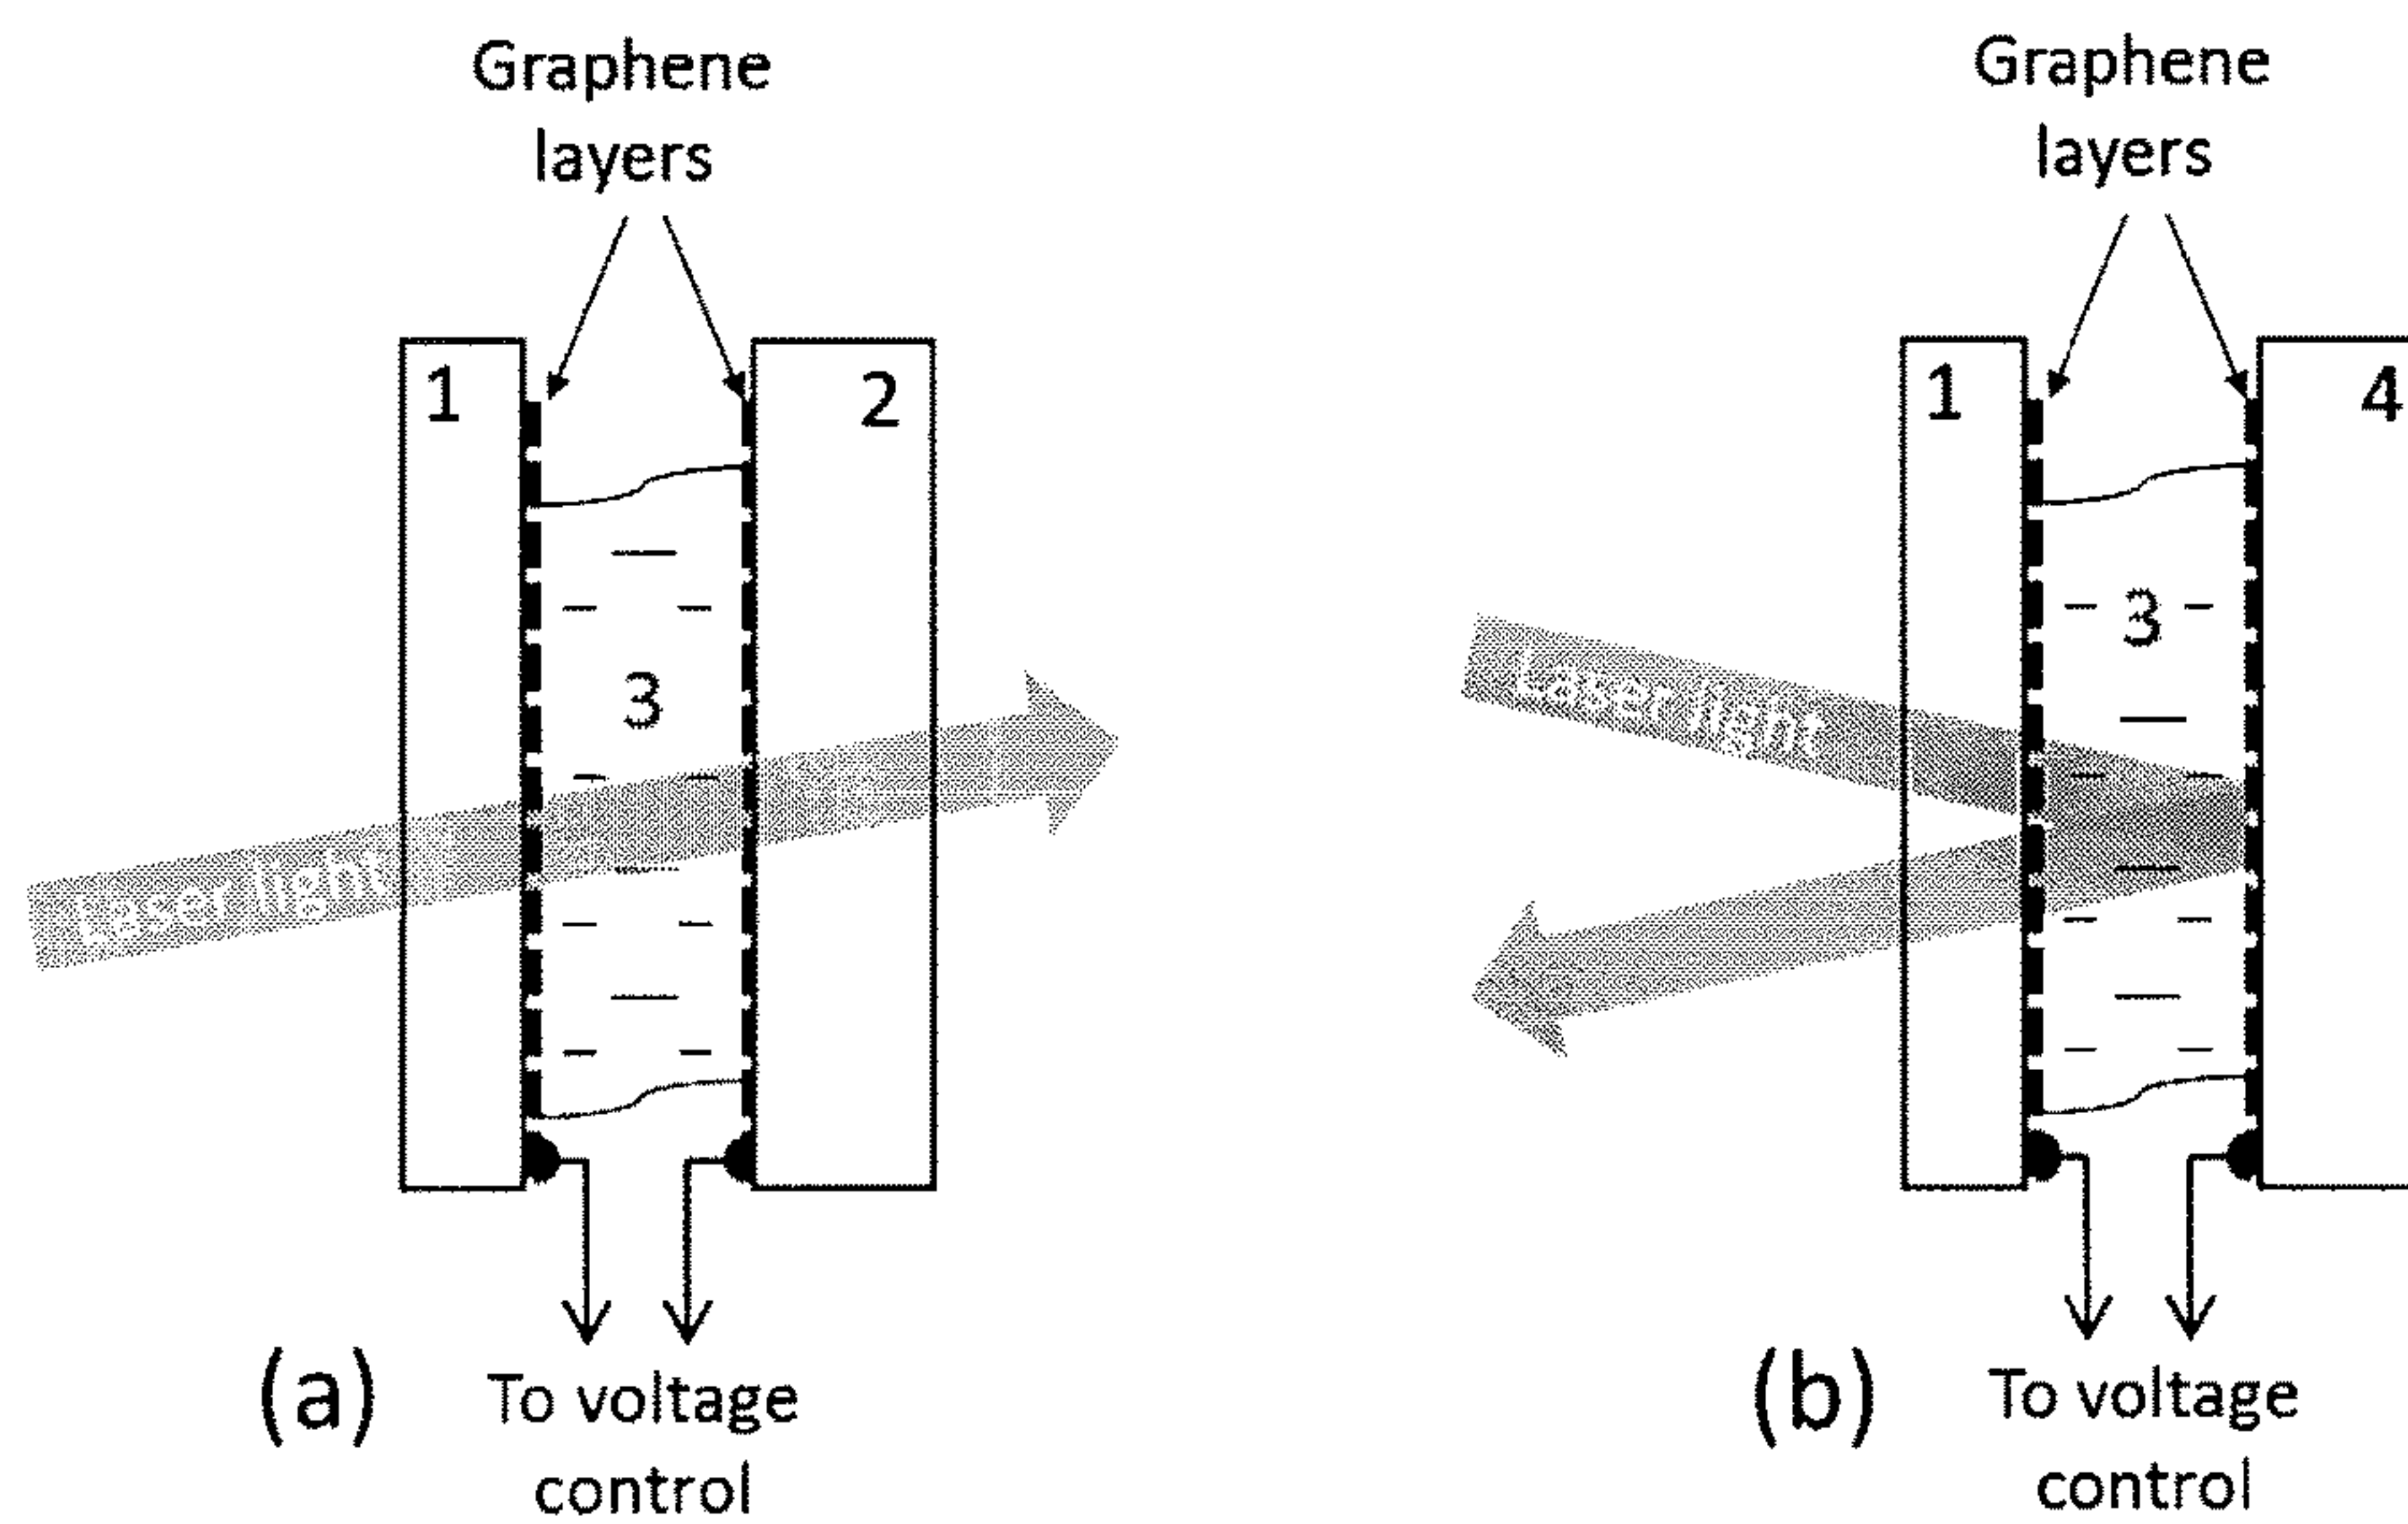 Graphene
layers
1
2
3
Laser light
(a)
To voltage
control
Graphene
layers
1
4
3
Laser light
(b)
To voltage
control